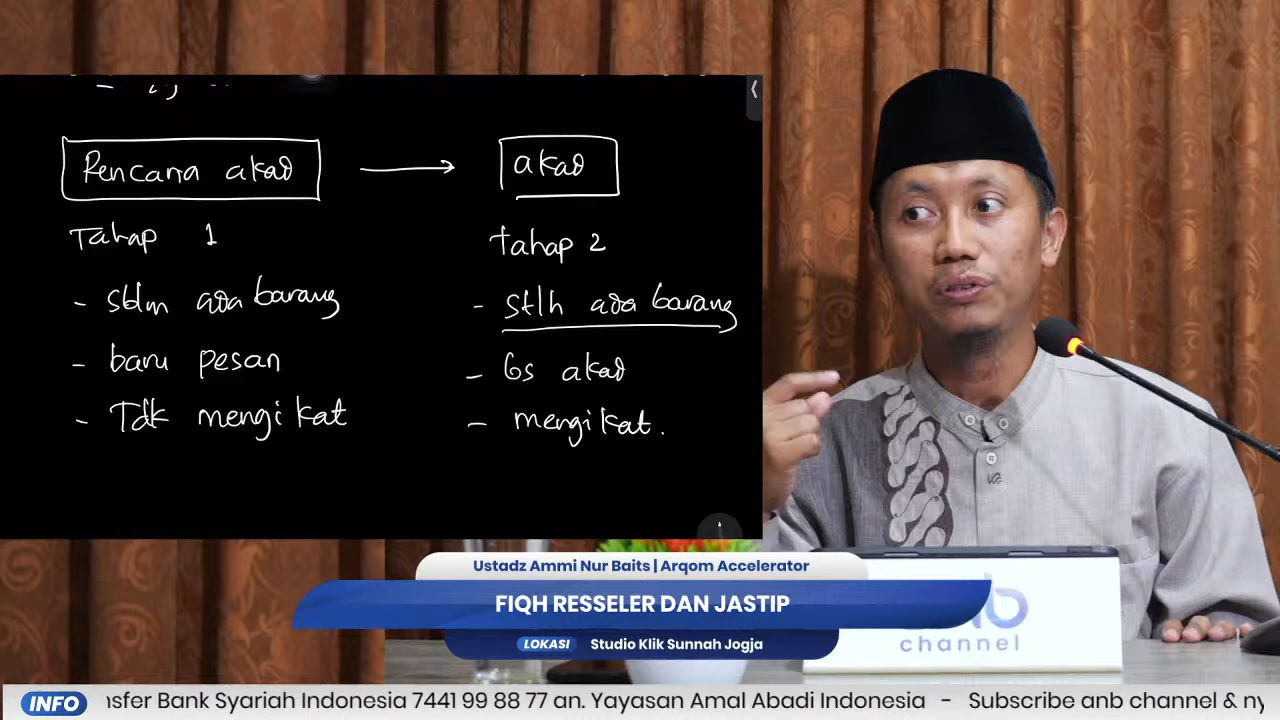 Rencana akad
akad
Tahap 1
- sblm ada barang
- baru pesan
- Tdk mengikat
tahap 2
- stlh ada barang
- bs akad
- mengikat.
Ustadz Ammi Nur Baits | Arqom Accelerator
FIQH RESSELER DAN JASTIP
LOKASI Studio Klik Sunnah Jogja
channel
INFO nsfer Bank Syariah Indonesia 7441 99 88 77 an. Yayasan Amal Abadi Indonesia - Subscribe anb channel & ny